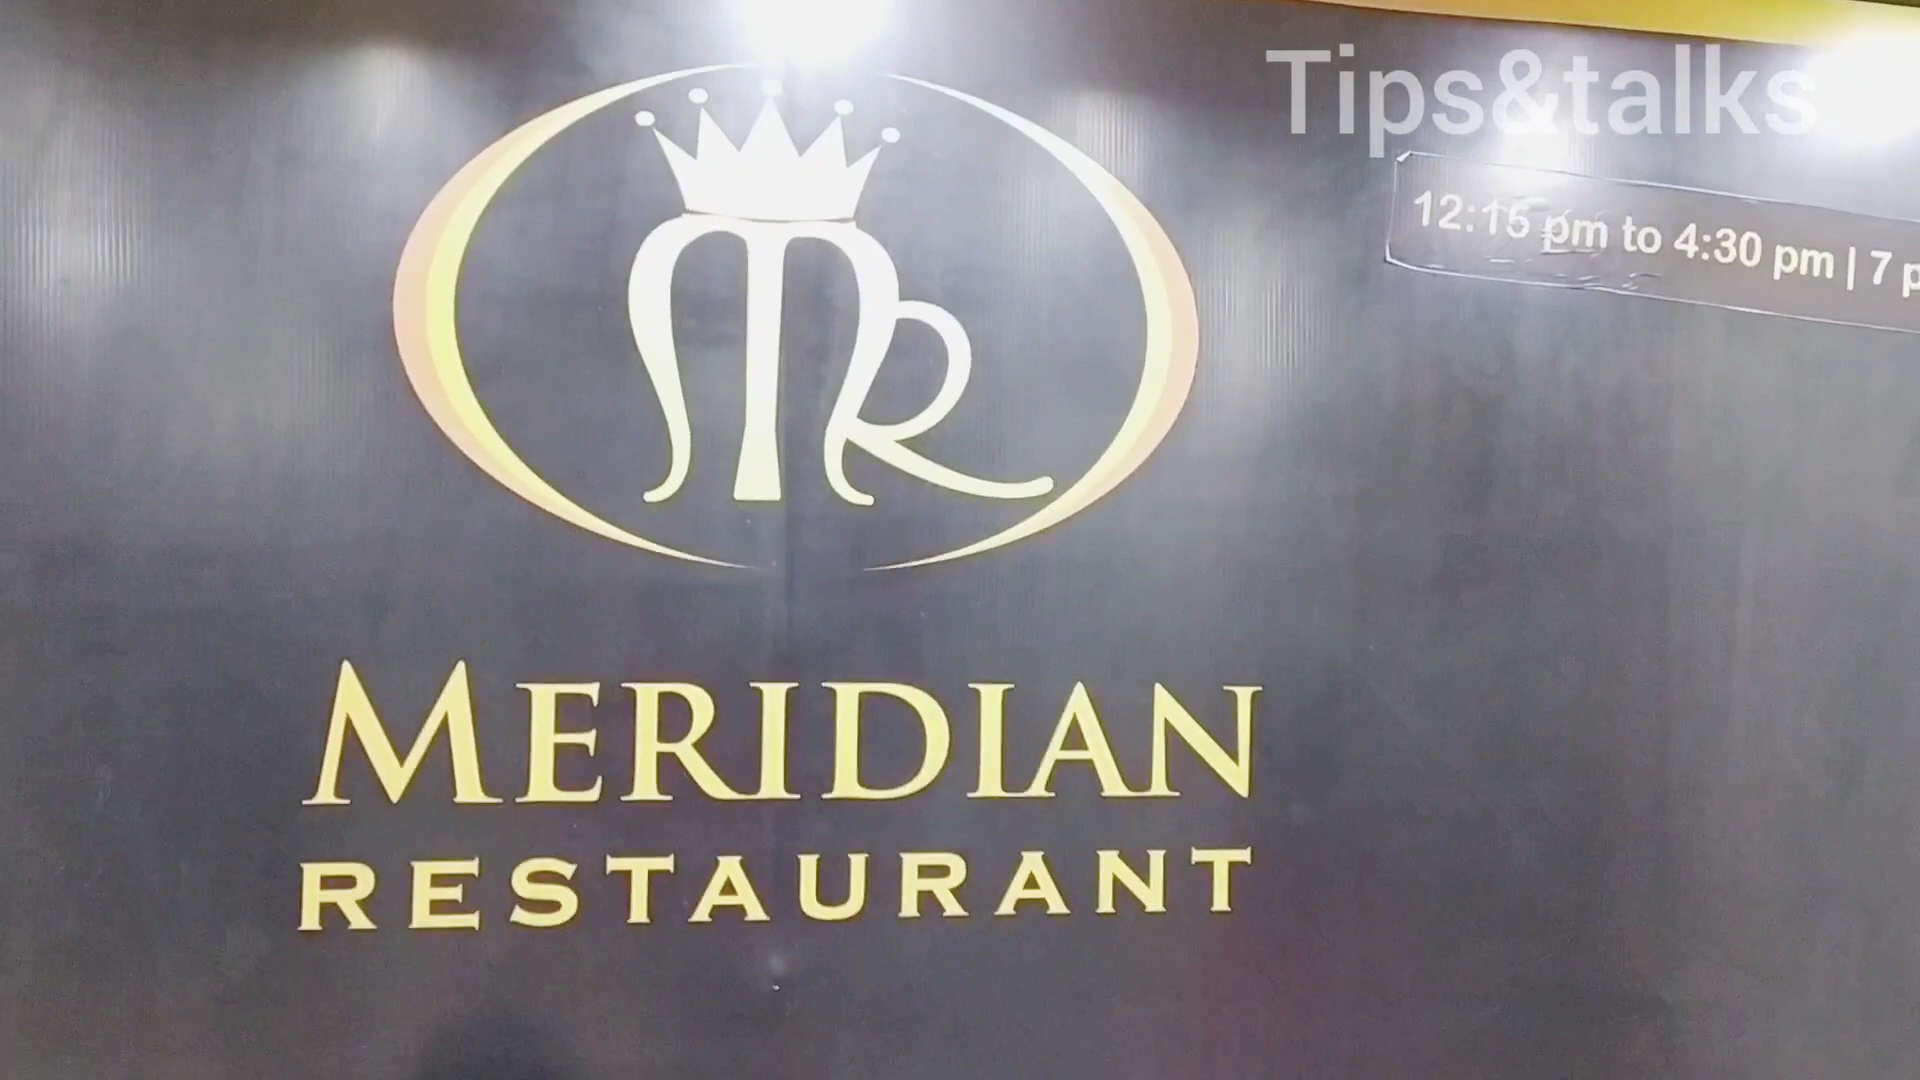 Tips&talks
12:15 pm to 4:30 pm | 7 p
MR
MERIDIAN
RESTAURANT